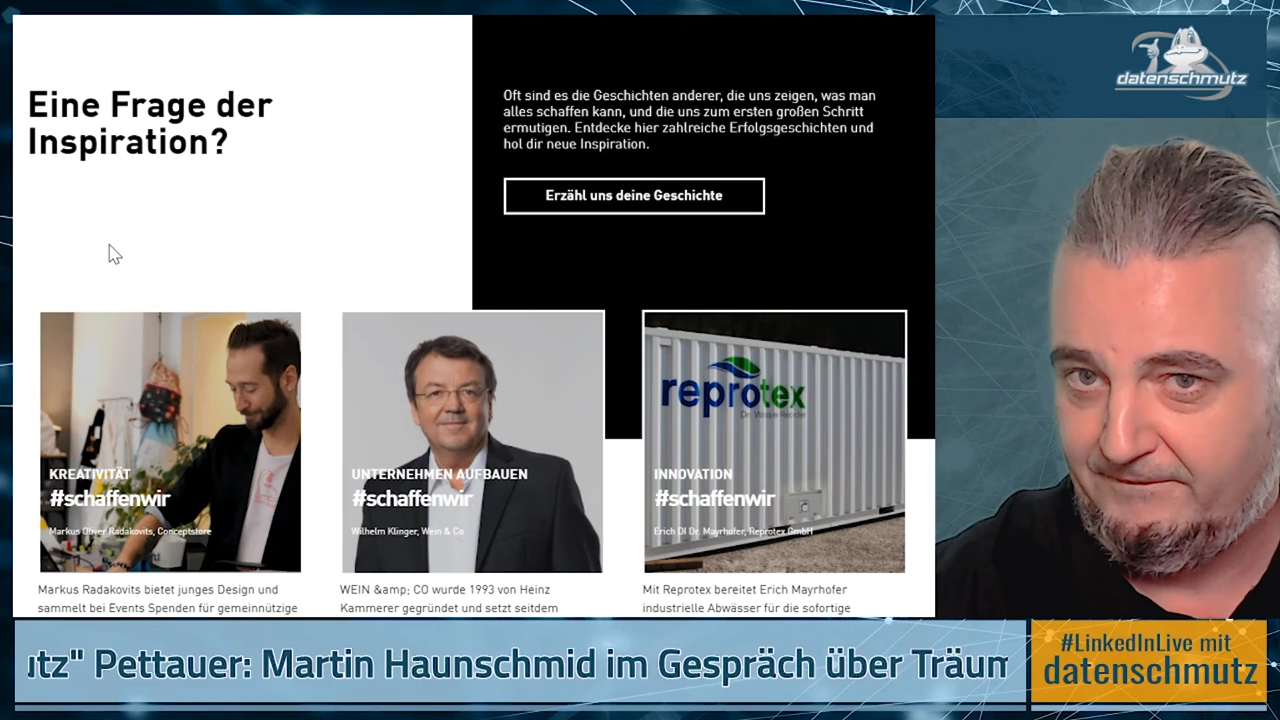 Eine Frage der
Inspiration?
Oft sind es die Geschichten anderer, die uns zeigen, was man
alles schaffen kann, und die uns zum ersten großen Schritt
ermutigen. Entdecke hier zahlreiche Erfolgsgeschichten und
hol dir neue Inspiration.
Erzähl uns deine Geschichte
datenschmutz
KREATIVITÄT
#schaffenwir
Markus Oliver Radakovits, Conceptstore
Markus Radakovits bietet junges Design und
sammelt bei Events Spenden für gemeinnützige
UNTERNEHMEN AUFBAUEN
#schaffenwir
Wilhelm Klinger, Wein & Co
WEIN &amp; CO wurde 1993 von Heinz
Kammerer gegründet und setzt seitdem
reprotex
INNOVATION
#schaffenwir
Erich DI Dr. Mayrhofer, Reprotex GmbH
Mit Reprotex bereitet Erich Mayrhofer
industrielle Abwässer für die sofortige
utz" Pettauer: Martin Haunschmid im Gespräch über Träum
#LinkedInLive mit
datenschmutz